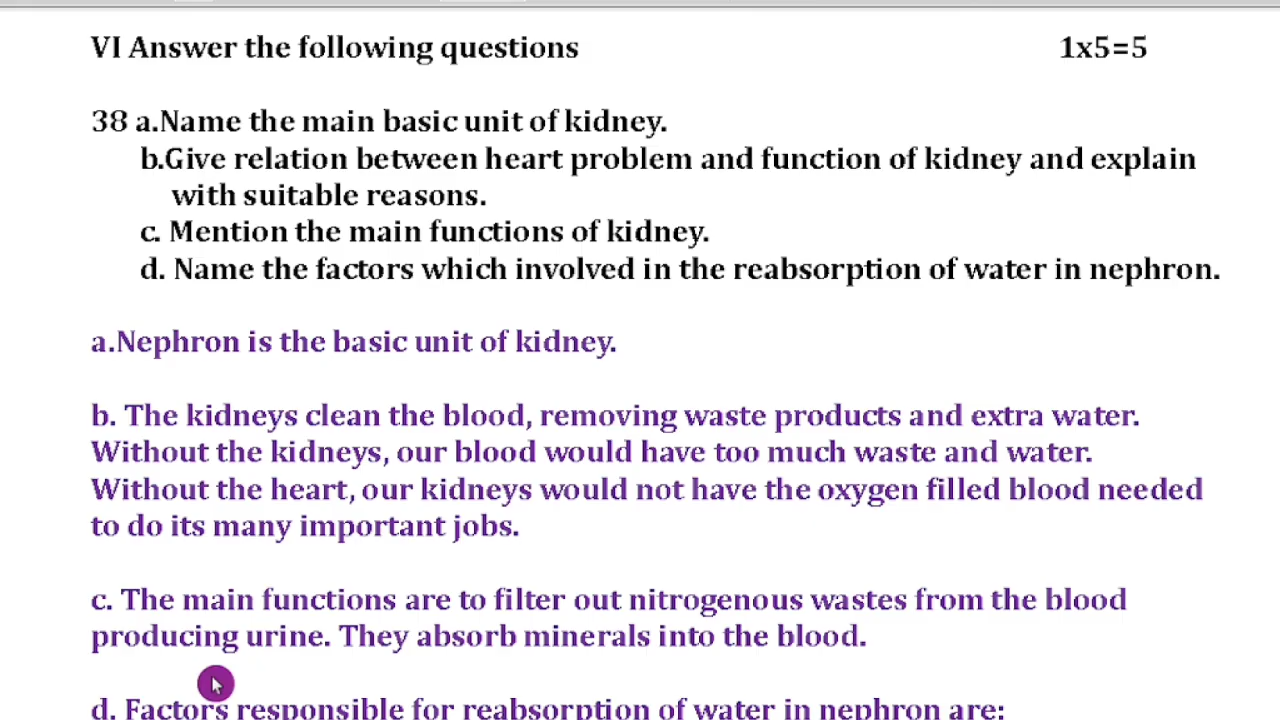 VI Answer the following questions 1x5=5
38 a.Name the main basic unit of kidney.
b.Give relation between heart problem and function of kidney and explain
with suitable reasons.
c. Mention the main functions of kidney.
d. Name the factors which involved in the reabsorption of water in nephron.
a.Nephron is the basic unit of kidney.
b. The kidneys clean the blood, removing waste products and extra water.
Without the kidneys, our blood would have too much waste and water.
Without the heart, our kidneys would not have the oxygen filled blood needed
to do its many important jobs.
c. The main functions are to filter out nitrogenous wastes from the blood
producing urine. They absorb minerals into the blood.
d. Factors responsible for reabsorption of water in nephron are: